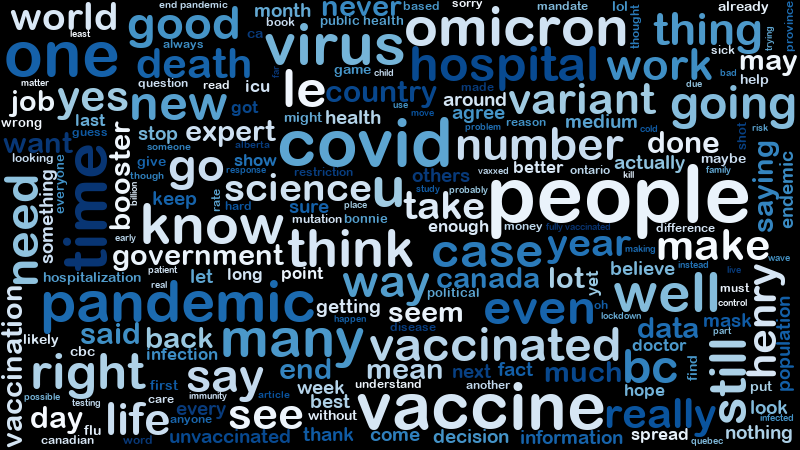 world
end pandemic
month
never
based
sorry
mandate
lol
thought
already
province
least
good
book
public health
omicron
thing
trying
one
always
ca
virus
sick
may
death
far
game
child
hospital
work
bad
help
matter
question
read
icu
le
country
made
around
variant
due
going
job
yes
new
got
use
move
agree
wrong
last
might
health
problem
reason
medium
cold
shot
risk
want
guess
stop
expert
covid
number
done
looking
someone
alberta
actually
maybe
saying
endemic
everyone
time
booster
give
go
show
response
restriction
others
vaxxed
better
ontario
kill
family
though
science
u
study
probably
need
something
billion
keep
rate
hard
sure
place
take
people
know
mutation
bonnie
enough
money
fully vaccinated
difference
early
government
think
case
year
making
make
wave
hospitalization
patient
real
let
long
point
way
canada
lot
yet
believe
instead
live
political
well
must
control
henry
population
vaccination
pandemic
getting
happen
seem
even
oh
lockdown
likely
said
back
many
disease
data
mask
part
cbc
infection
vaccinated
doctor
right
end
mean
next
fact
much
bc
find
still
first
say
week
understand
another
hope
put
possible
testing
care
immunity
article
best
vaccine
really
look
infected
day
flu
life
every
anyone
see
without
spread
nothing
canadian
word
unvaccinated
thank
come
decision
information
quebec